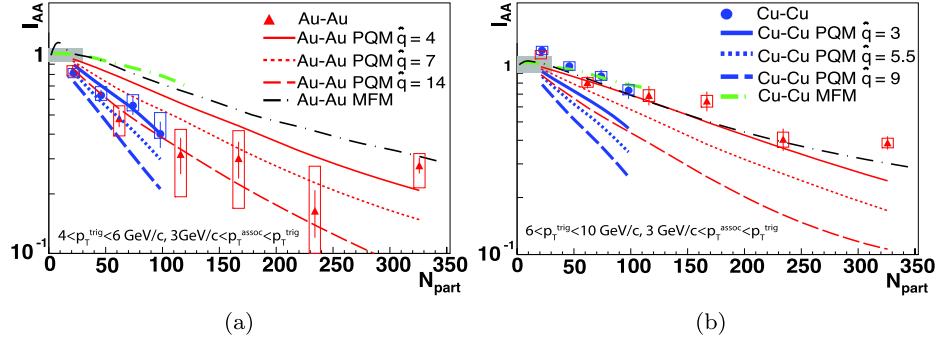 I_AA
Au-Au
Au-Au PQM q̂ = 4
Au-Au PQM q̂ = 7
Au-Au PQM q̂ = 14
Au-Au MFM
1
10⁻¹
4<p_T^trig<6 GeV/c, 3GeV/c<p_T^assoc<p_T^trig
0 50 100 150 200 250 300 350
N_part
(a)
I_AA
Cu-Cu
Cu-Cu PQM q̂ = 3
Cu-Cu PQM q̂ = 5.5
Cu-Cu PQM q̂ = 9
Cu-Cu MFM
1
10⁻¹
6<p_T^trig<10 GeV/c, 3 GeV/c<p_T^assoc<p_T^trig
0 50 100 150 200 250 300 350
N_part
(b)